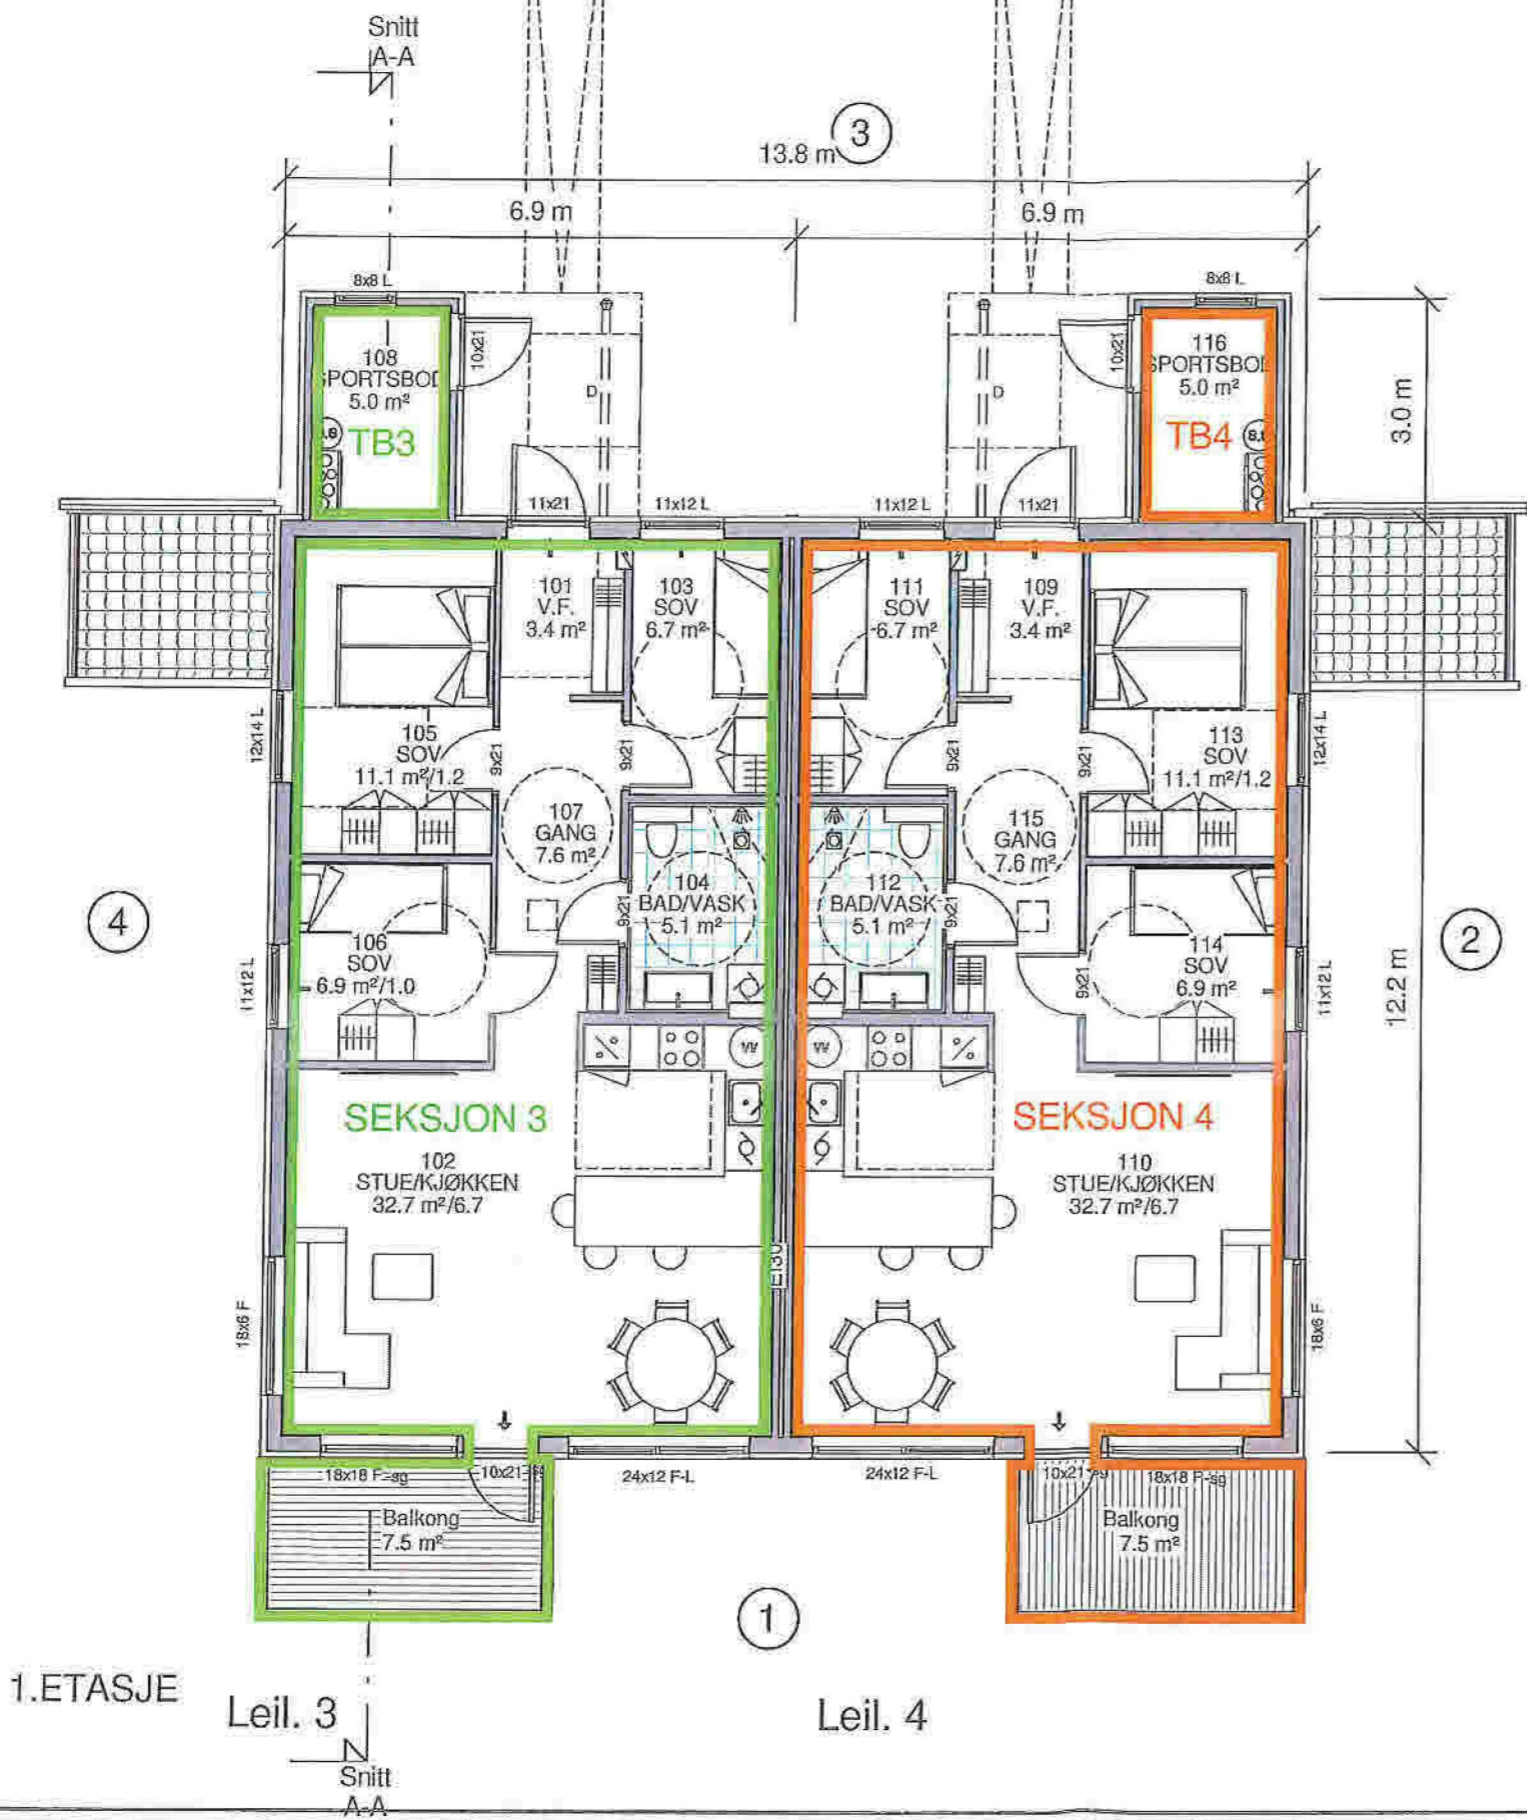 Snitt
A-A
3
13.8 m
6.9 m
6.9 m
8x8 L
8x8 L
108
SPORTSBOD
5.0 m²
TB3
10x21
D
D
10x21
116
SPORTSBOD
5.0 m²
TB4
3.0 m
11x21
11x12 L
11x12 L
11x21
101
V.F.
3.4 m²
103
SOV
6.7 m²
111
SOV
6.7 m²
109
V.F.
3.4 m²
12x14 L
105
SOV
11.1 m²/1.2
9x21
9x21
9x21
9x21
113
SOV
11.1 m²/1.2
12x14 L
107
GANG
7.6 m²
115
GANG
7.6 m²
4
104
BAD/VASK
5.1 m²
9x21
112
BAD/VASK
5.1 m²
9x21
2
11x12 L
106
SOV
6.9 m²/1.0
9x21
114
SOV
6.9 m²
11x12 L
12.2 m
W
W
SEKSJON 3
SEKSJON 4
102
STUE/KJØKKEN
32.7 m²/6.7
110
STUE/KJØKKEN
32.7 m²/6.7
EI30
18x6 F
18x6 F
18x18 F-sg
24x12 F-L
24x12 F-L
18x18 F-sg
Balkong
7.5 m²
Balkong
7.5 m²
1
1.ETASJE
Leil. 3
Leil. 4
Snitt
A-A